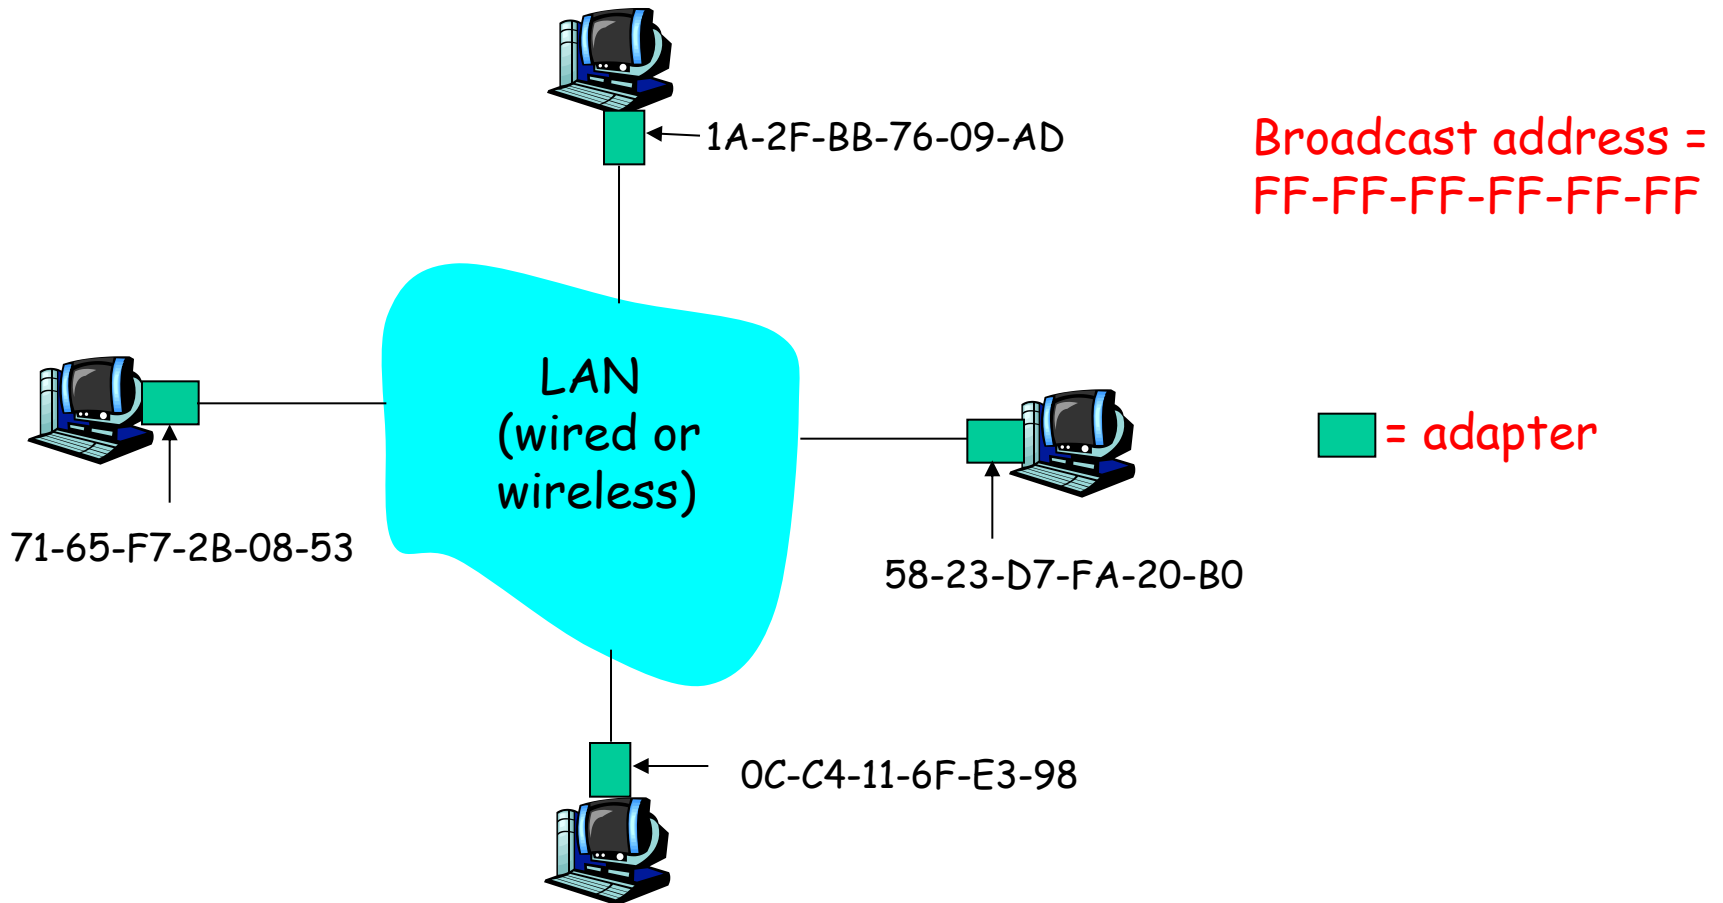 1A-2F-BB-76-09-AD
Broadcast address =
FF-FF-FF-FF-FF-FF
LAN
(wired or
wireless)
= adapter
71-65-F7-2B-08-53
58-23-D7-FA-20-B0
0C-C4-11-6F-E3-98